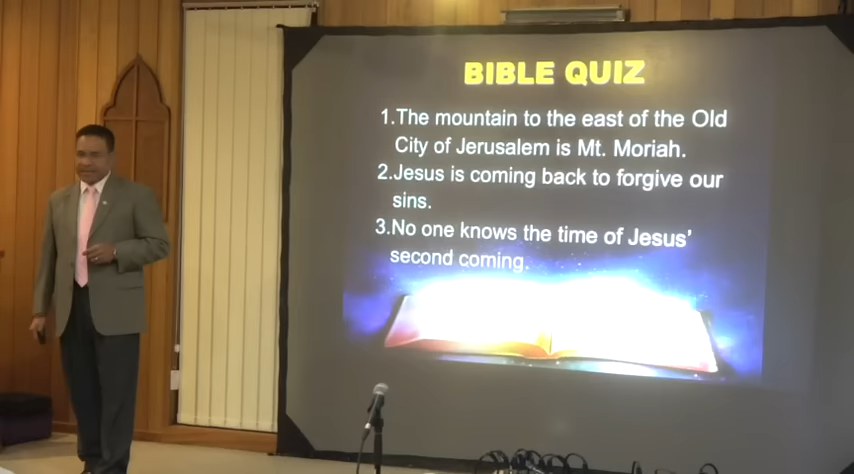 BIBLE QUIZ
1.The mountain to the east of the Old
City of Jerusalem is Mt. Moriah.
2.Jesus is coming back to forgive our
sins.
3.No one knows the time of Jesus'
second coming.